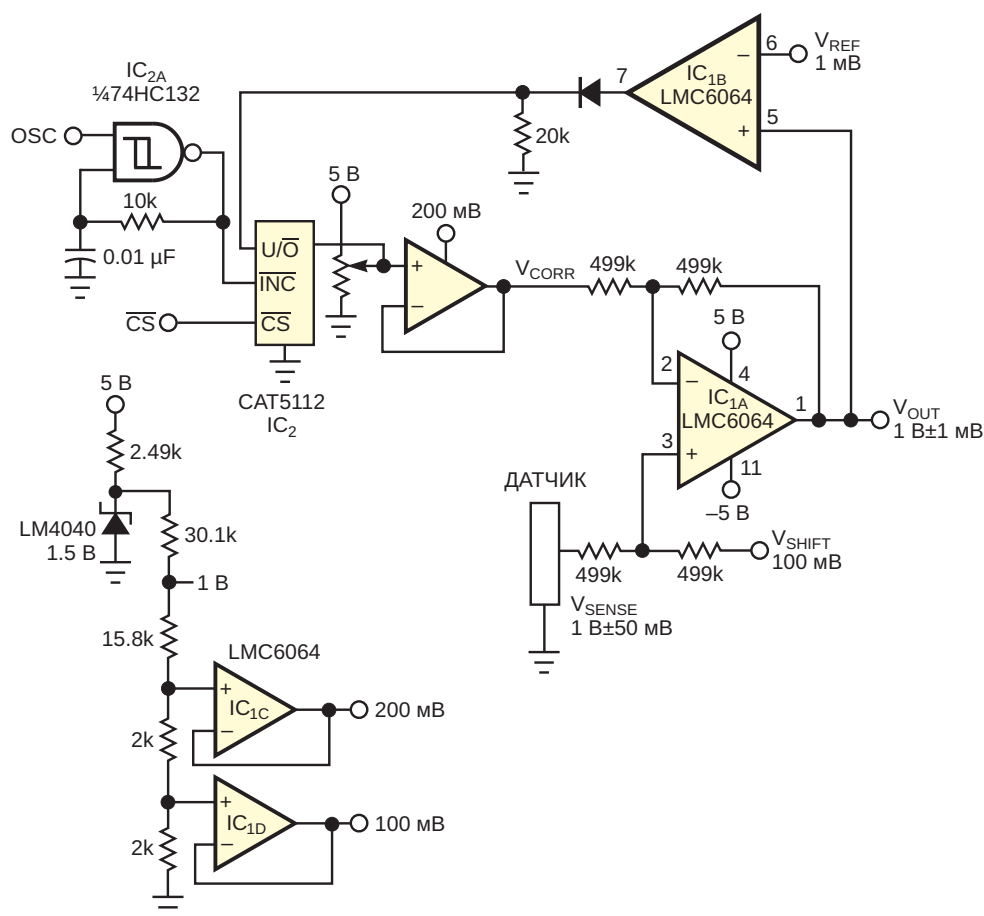 IC2A
¼74HC132
OSC
10k
0.01 µF
CS
U/O
INC
CS
CAT5112
IC2
5 В
200 мВ
+
–
VCORR
499k
499k
20k
7
IC1B
LMC6064
–
+
6
5
VREF
1 мВ
5 В
2
4
–
IC1A
LMC6064
+
3
1
11
–5 В
VOUT
1 В±1 мВ
ДАТЧИК
499k
499k
VSHIFT
100 мВ
VSENSE
1 В±50 мВ
5 В
2.49k
LM4040
1.5 В
30.1k
1 В
15.8k
LMC6064
+
IC1C
–
200 мВ
2k
+
IC1D
–
100 мВ
2k